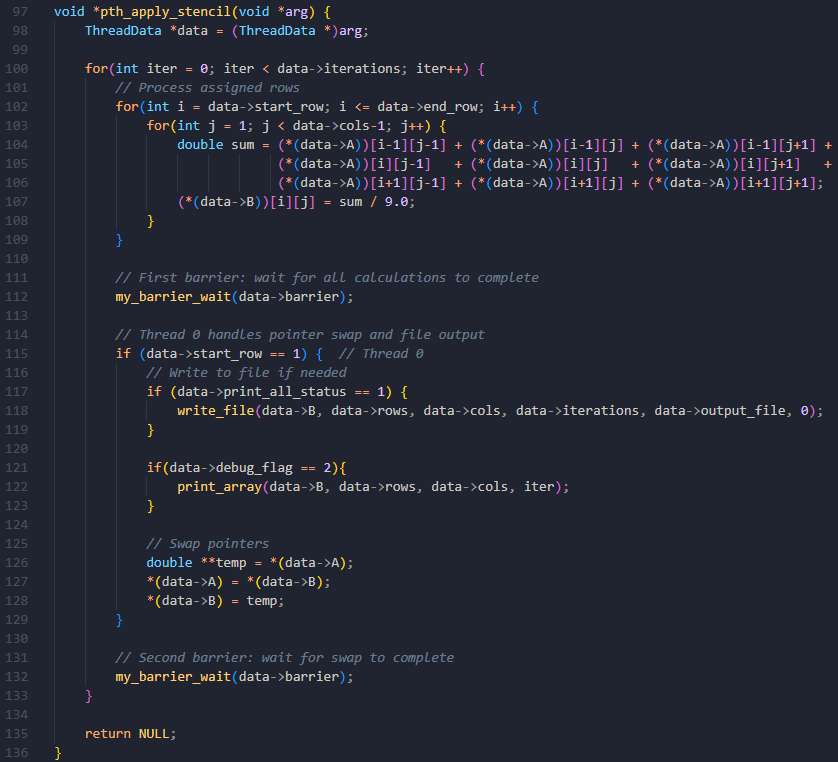 97 void *pth_apply_stencil(void *arg) {
98     ThreadData *data = (ThreadData *)arg;
99
100     for(int iter = 0; iter < data->iterations; iter++) {
101         // Process assigned rows
102         for(int i = data->start_row; i <= data->end_row; i++) {
103             for(int j = 1; j < data->cols-1; j++) {
104                 double sum = (*(data->A))[i-1][j-1] + (*(data->A))[i-1][j] + (*(data->A))[i-1][j+1] +
105                              (*(data->A))[i][j-1]   + (*(data->A))[i][j]   + (*(data->A))[i][j+1]   +
106                              (*(data->A))[i+1][j-1] + (*(data->A))[i+1][j] + (*(data->A))[i+1][j+1];
107                 (*(data->B))[i][j] = sum / 9.0;
108             }
109         }
110
111         // First barrier: wait for all calculations to complete
112         my_barrier_wait(data->barrier);
113
114         // Thread 0 handles pointer swap and file output
115         if (data->start_row == 1) {  // Thread 0
116             // Write to file if needed
117             if (data->print_all_status == 1) {
118                 write_file(data->B, data->rows, data->cols, data->iterations, data->output_file, 0);
119             }
120
121             if(data->debug_flag == 2){
122                 print_array(data->B, data->rows, data->cols, iter);
123             }
124
125             // Swap pointers
126             double **temp = *(data->A);
127             *(data->A) = *(data->B);
128             *(data->B) = temp;
129         }
130
131         // Second barrier: wait for swap to complete
132         my_barrier_wait(data->barrier);
133     }
134
135     return NULL;
136 }